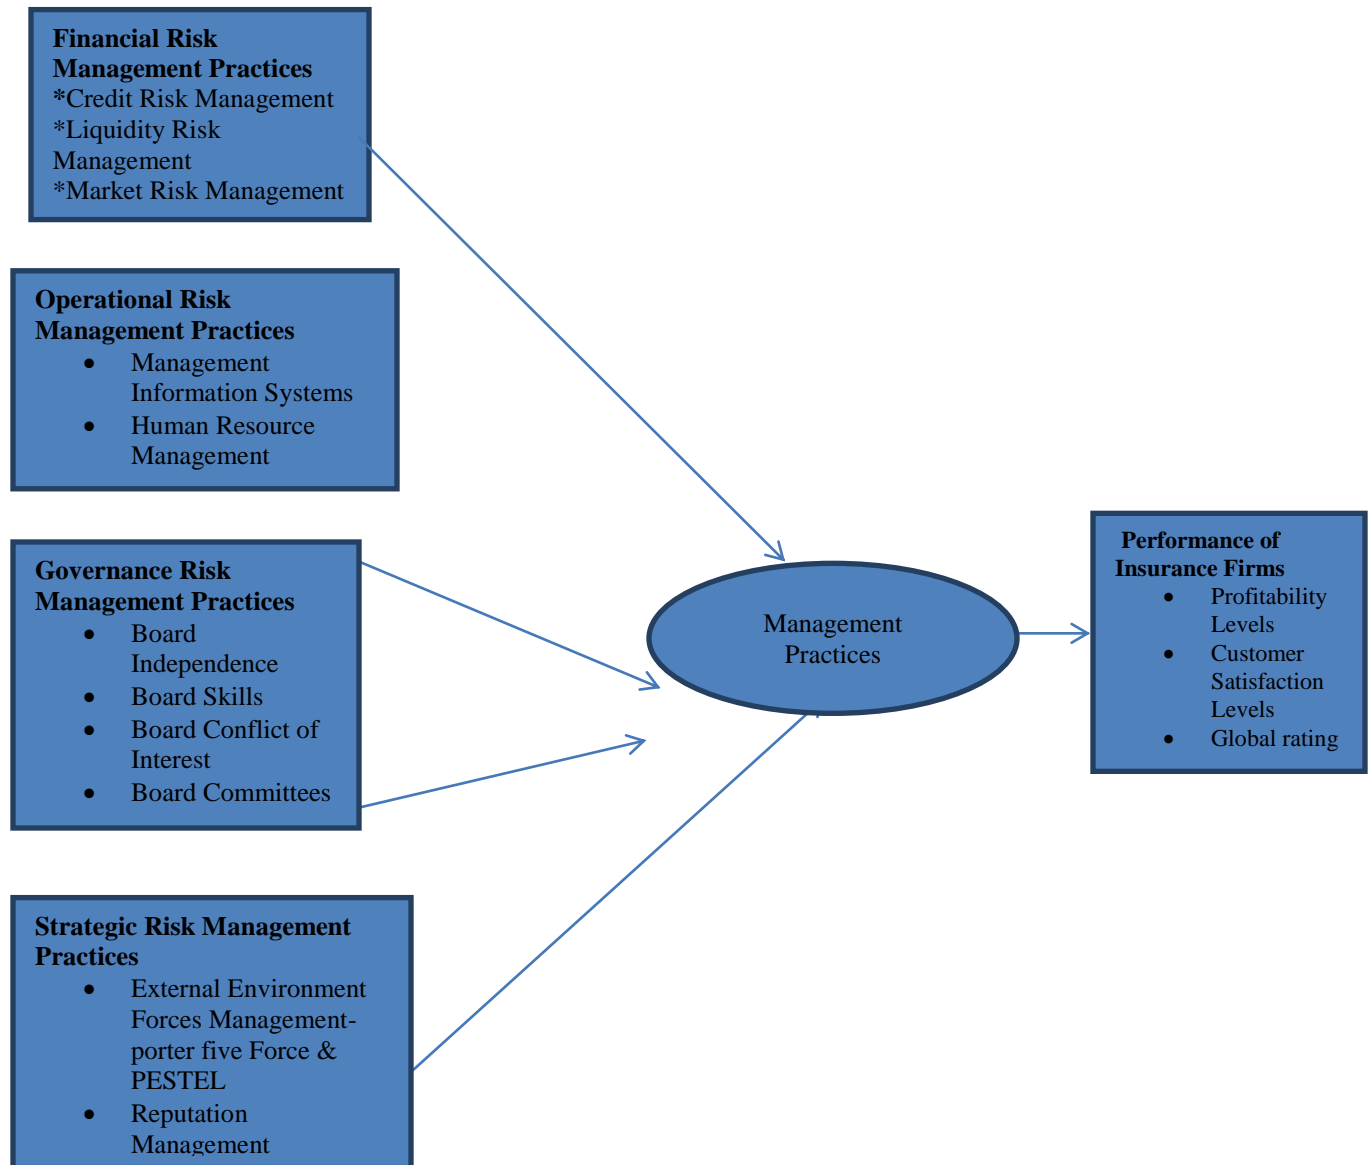 Financial Risk
Management Practices
*Credit Risk Management
*Liquidity Risk
Management
*Market Risk Management
Operational Risk
Management Practices
• Management
Information Systems
• Human Resource
Management
Governance Risk
Management Practices
• Board
Independence
• Board Skills
• Board Conflict of
Interest
• Board Committees
Strategic Risk Management
Practices
• External Environment
Forces Management-
porter five Force &
PESTEL
• Reputation
Management
Management
Practices
Performance of
Insurance Firms
• Profitability
Levels
• Customer
Satisfaction
Levels
• Global rating